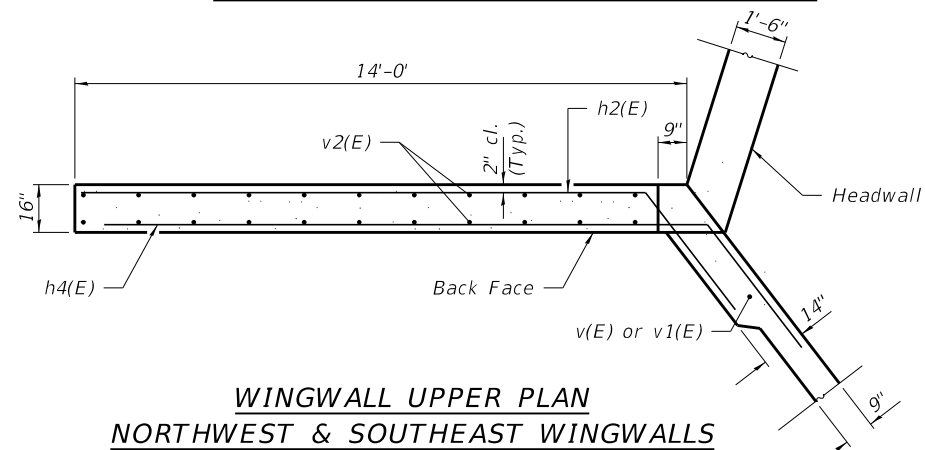 1'-6"
14'-0"
h2(E)
9"
v2(E)
2" cl.
(Typ.)
16"
Headwall
h4(E)
Back Face
14"
v(E) or v1(E)
9"
WINGWALL UPPER PLAN
NORTHWEST & SOUTHEAST WINGWALLS